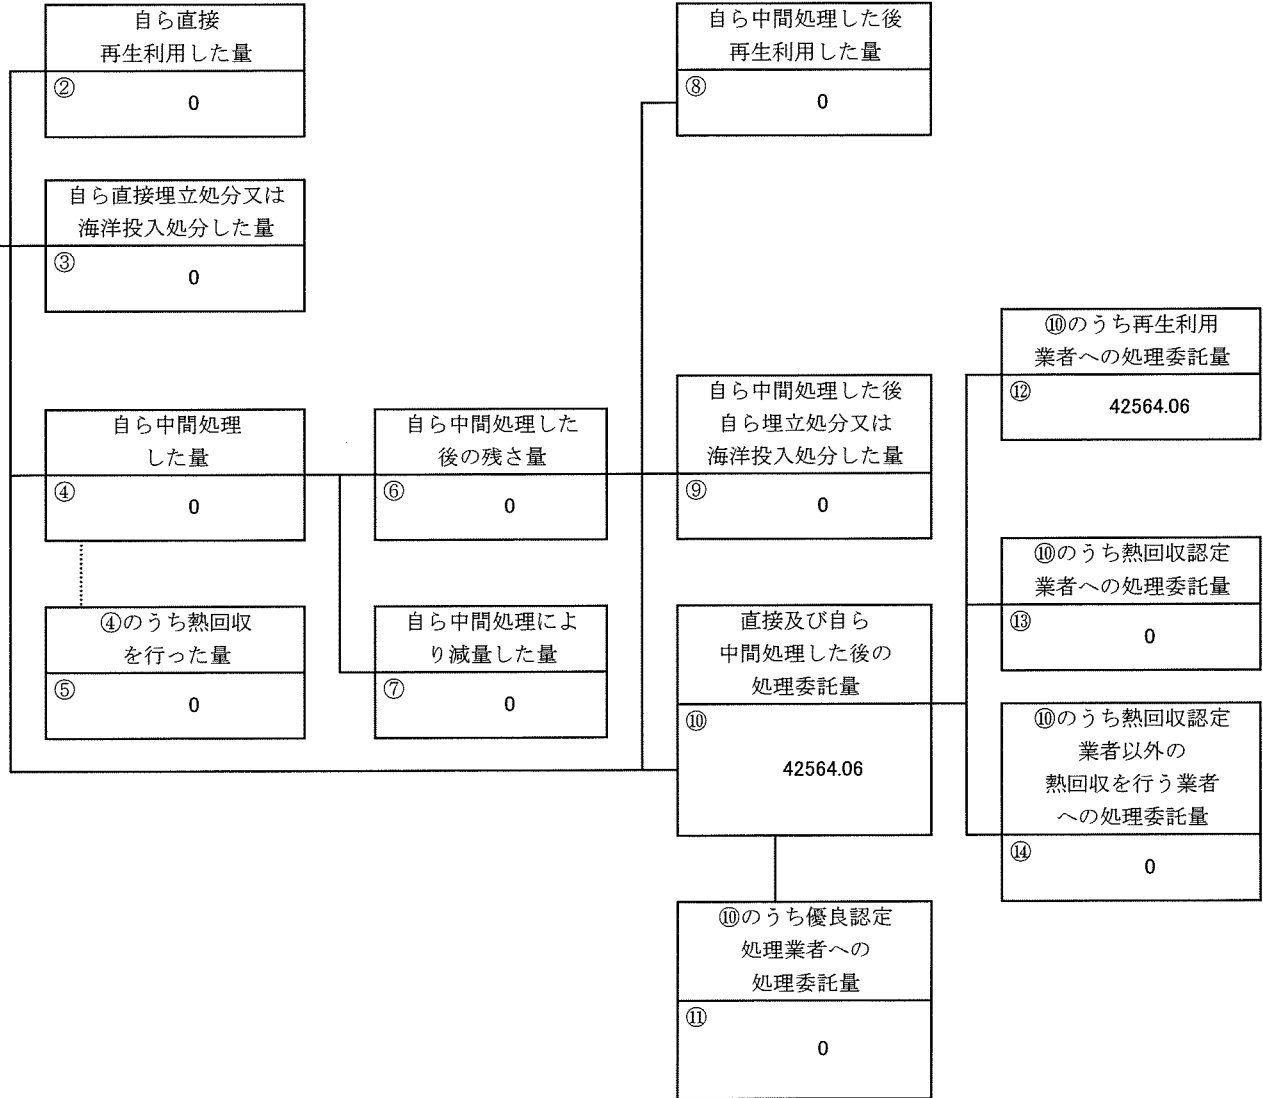 自ら直接
再生利用した量
②
0
自ら直接埋立処分又は
海洋投入処分した量
③
0
自ら中間処理
した量
④
0
④のうち熱回収
を行った量
⑤
0
自ら中間処理した
後の残さ量
⑥
0
自ら中間処理によ
り減量した量
⑦
0
自ら中間処理した後
再生利用した量
⑧
0
自ら中間処理した後
自ら埋立処分又は
海洋投入処分した量
⑨
0
直接及び自ら
中間処理した後の
処理委託量
⑩
42564.06
⑩のうち優良認定
処理業者への
処理委託量
⑪
0
⑩のうち再生利用
業者への処理委託量
⑫
42564.06
⑩のうち熱回収認定
業者への処理委託量
⑬
0
⑩のうち熱回収認定
業者以外の
熱回収を行う業者
への処理委託量
⑭
0